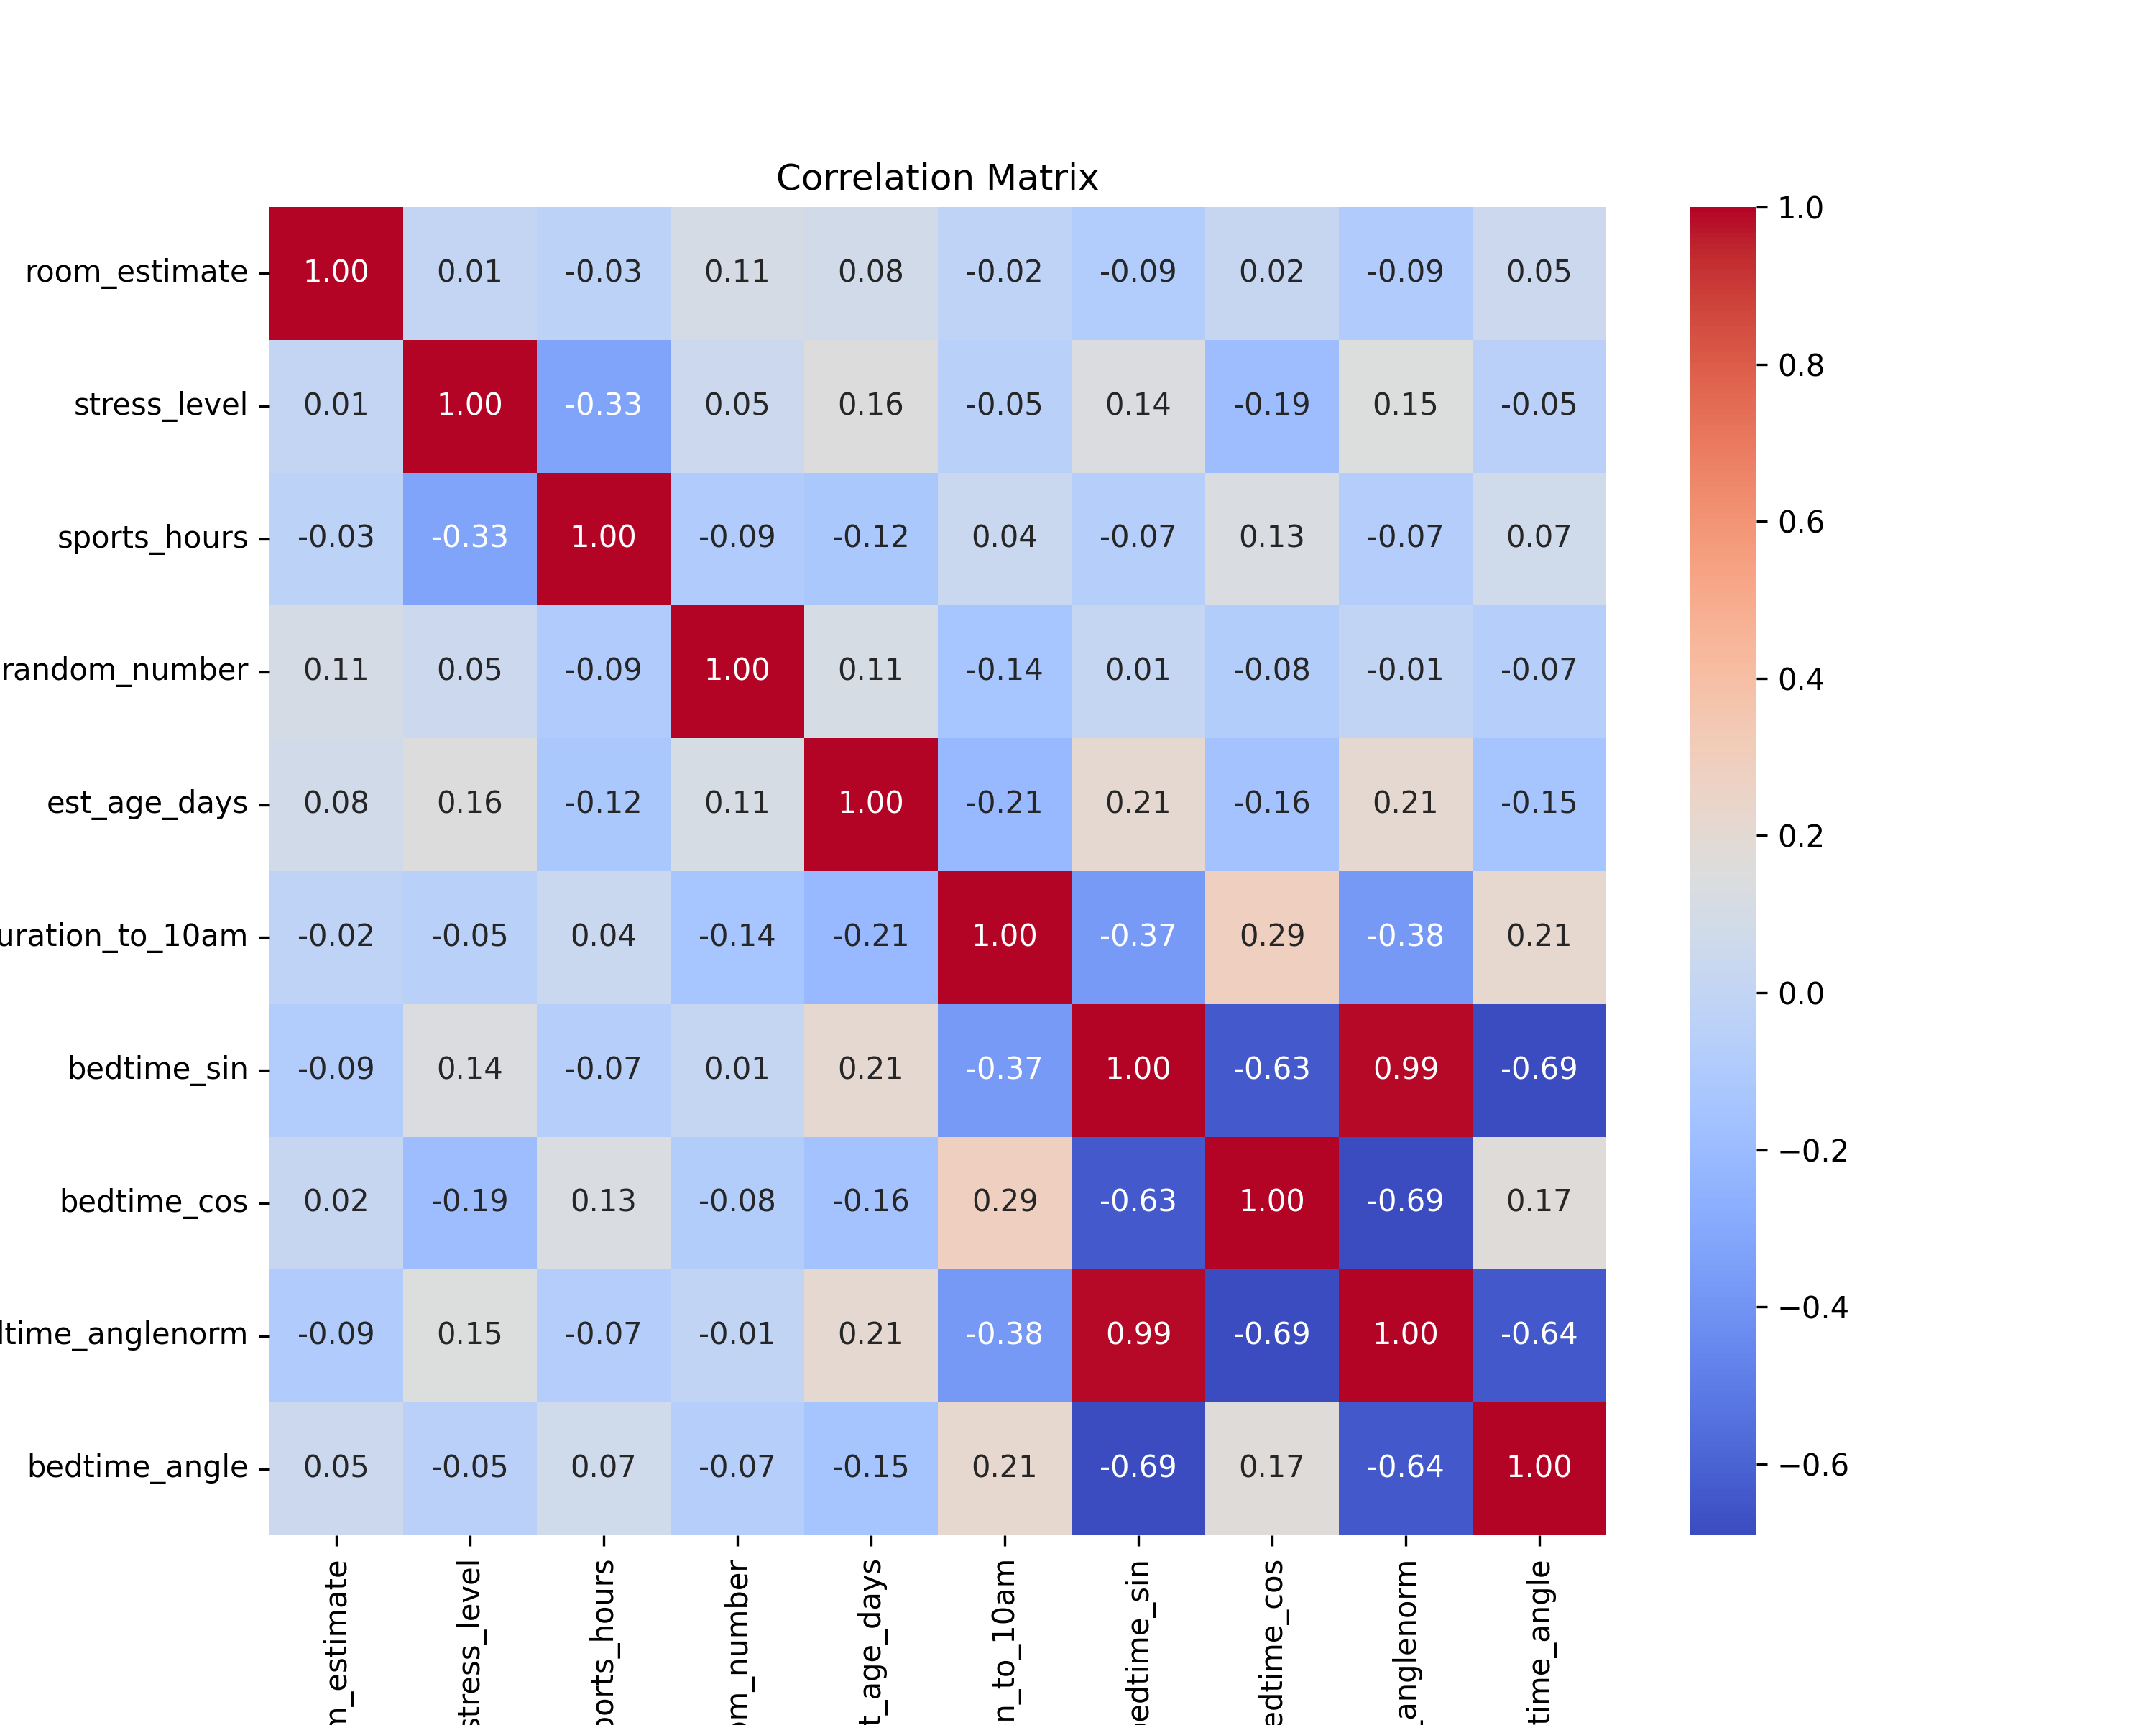 Correlation Matrix
room_estimate 1.00 0.01 -0.03 0.11 0.08 -0.02 -0.09 0.02 -0.09 0.05
stress_level 0.01 1.00 -0.33 0.05 0.16 -0.05 0.14 -0.19 0.15 -0.05
sports_hours -0.03 -0.33 1.00 -0.09 -0.12 0.04 -0.07 0.13 -0.07 0.07
random_number 0.11 0.05 -0.09 1.00 0.11 -0.14 0.01 -0.08 -0.01 -0.07
est_age_days 0.08 0.16 -0.12 0.11 1.00 -0.21 0.21 -0.16 0.21 -0.15
uration_to_10am -0.02 -0.05 0.04 -0.14 -0.21 1.00 -0.37 0.29 -0.38 0.21
bedtime_sin -0.09 0.14 -0.07 0.01 0.21 -0.37 1.00 -0.63 0.99 -0.69
bedtime_cos 0.02 -0.19 0.13 -0.08 -0.16 0.29 -0.63 1.00 -0.69 0.17
dtime_anglenorm -0.09 0.15 -0.07 -0.01 0.21 -0.38 0.99 -0.69 1.00 -0.64
bedtime_angle 0.05 -0.05 0.07 -0.07 -0.15 0.21 -0.69 0.17 -0.64 1.00
m_estimate
stress_level
ports_hours
om_number
t_age_days
n_to_10am
bedtime_sin
edtime_cos
_anglenorm
time_angle
1.0
0.8
0.6
0.4
0.2
0.0
−0.2
−0.4
−0.6